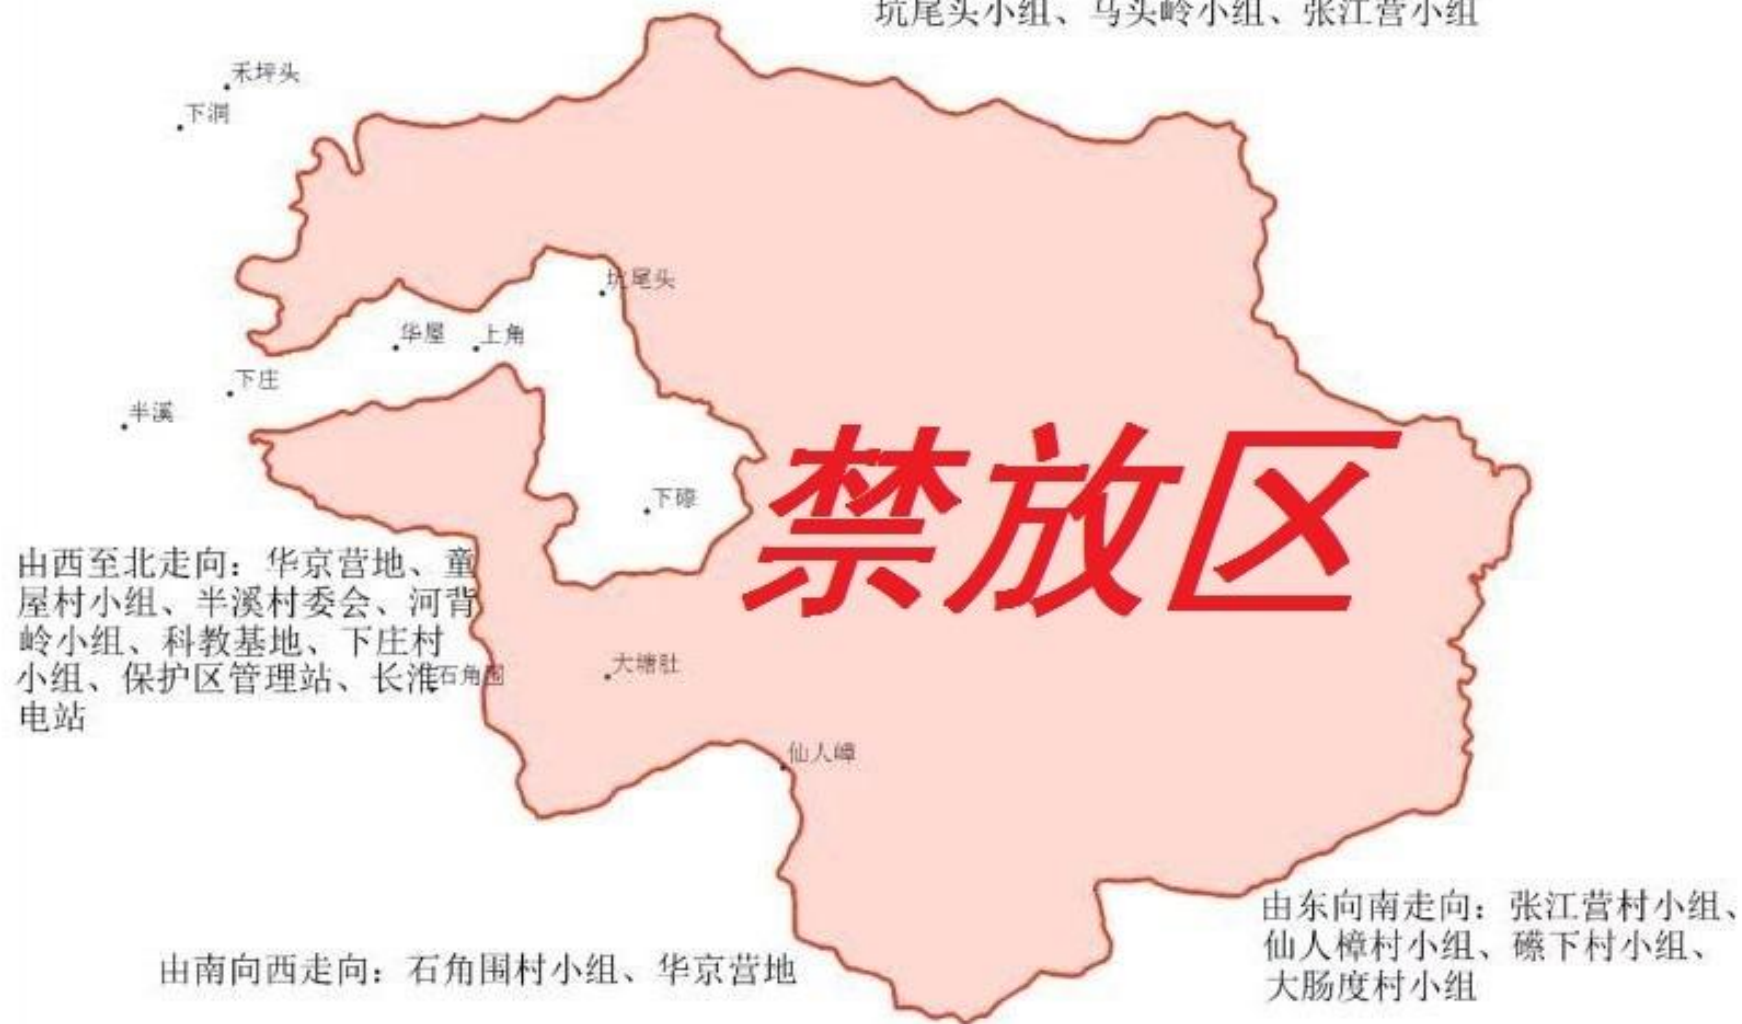 坑尾头小组、马头岭小组、张江营小组
禾坪头
下洞
坑尾头
华屋
上角
下庄
半溪
禁放区
下礤
由西至北走向：华京营地、童
屋村小组、半溪村委会、河背
岭小组、科教基地、下庄村
小组、保护区管理站、长淮
电站
石角围
大塘肚
仙人嶂
由东向南走向：张江营村小组、
仙人樟村小组、礤下村小组、
大肠度村小组
由南向西走向：石角围村小组、华京营地